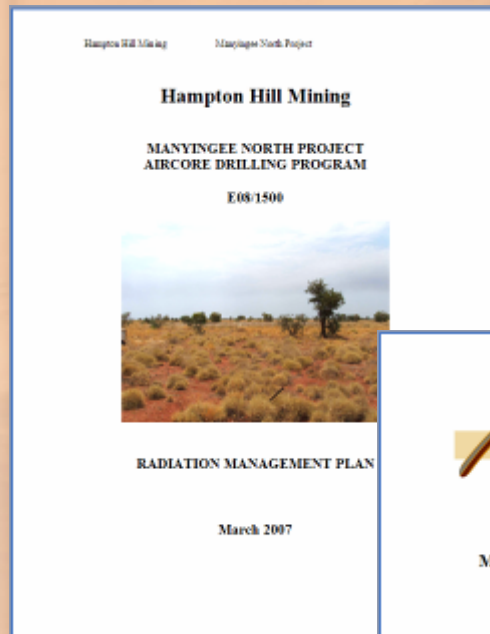 Hampton Hill Mining Manyingee North Project
Hampton Hill Mining
MANYINGEE NORTH PROJECT
AIRCORE DRILLING PROGRAM
E08/1500
RADIATION MANAGEMENT PLAN
March 2007
M